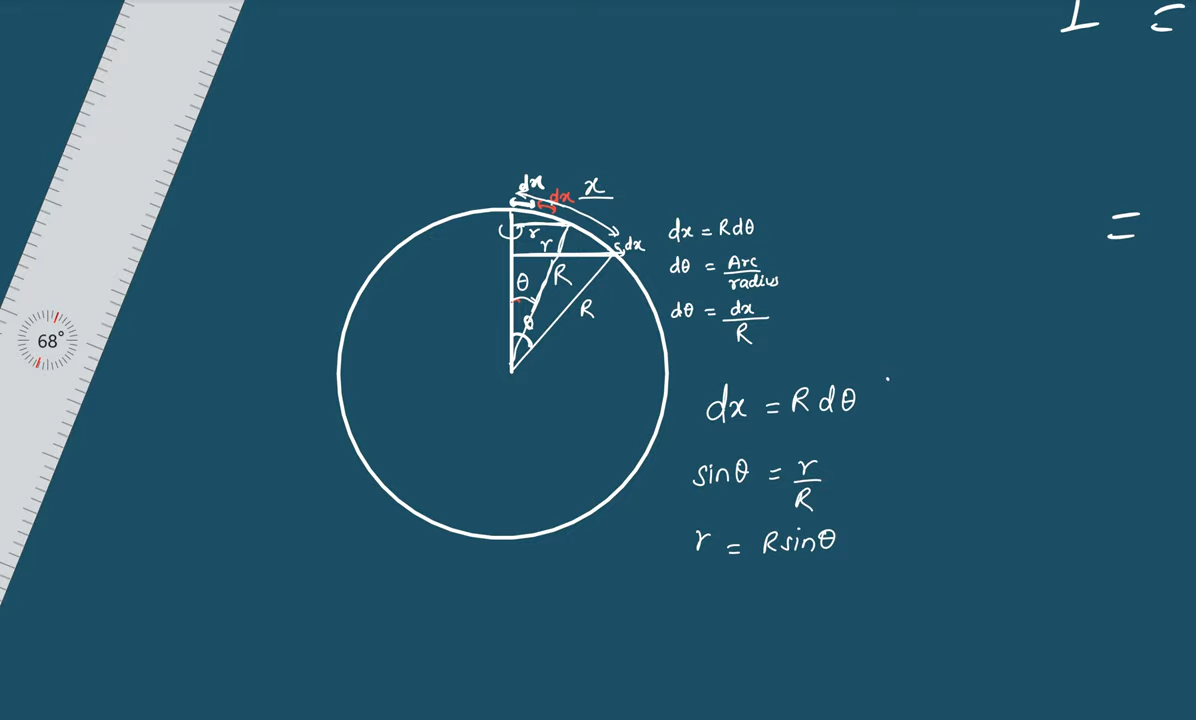 I =
dx
dx x
r
r
dx
θ
R
R
θ
dx = Rdθ
dθ = Arc/radius
dθ = dx/R
=
dx = R dθ
sinθ = r/R
r = Rsinθ
68°